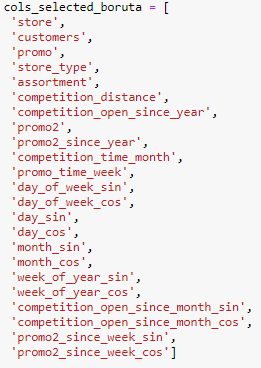 cols_selected_boruta = [
'store',
'customers',
'promo',
'store_type',
'assortment',
'competition_distance',
'competition_open_since_year',
'promo2',
'promo2_since_year',
'competition_time_month',
'promo_time_week',
'day_of_week_sin',
'day_of_week_cos',
'day_sin',
'day_cos',
'month_sin',
'month_cos',
'week_of_year_sin',
'week_of_year_cos',
'competition_open_since_month_sin',
'competition_open_since_month_cos',
'promo2_since_week_sin',
'promo2_since_week_cos']